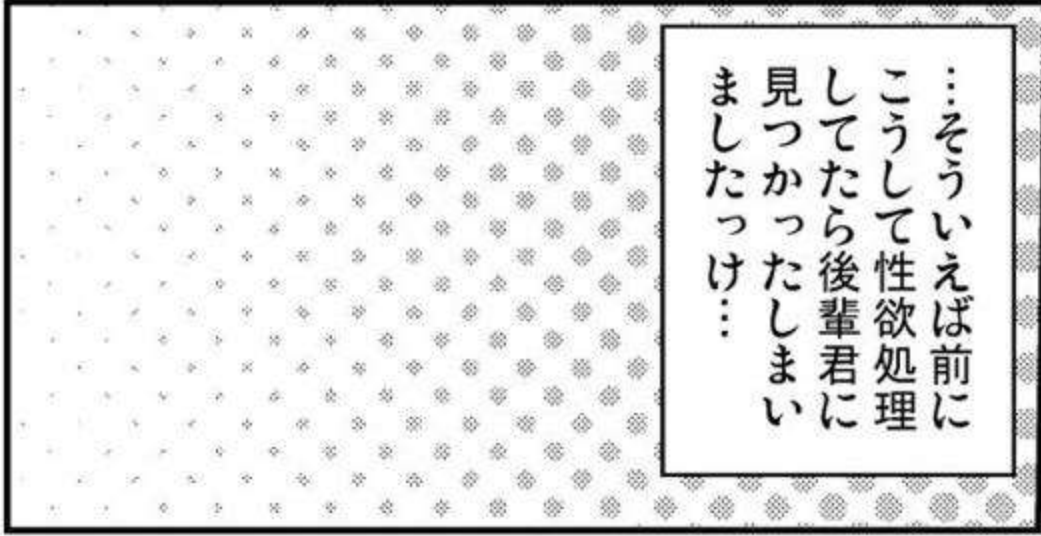 …そういえば前に
こうして性欲処理
してたら後輩君に
見つかったしまい
ましたっけ…